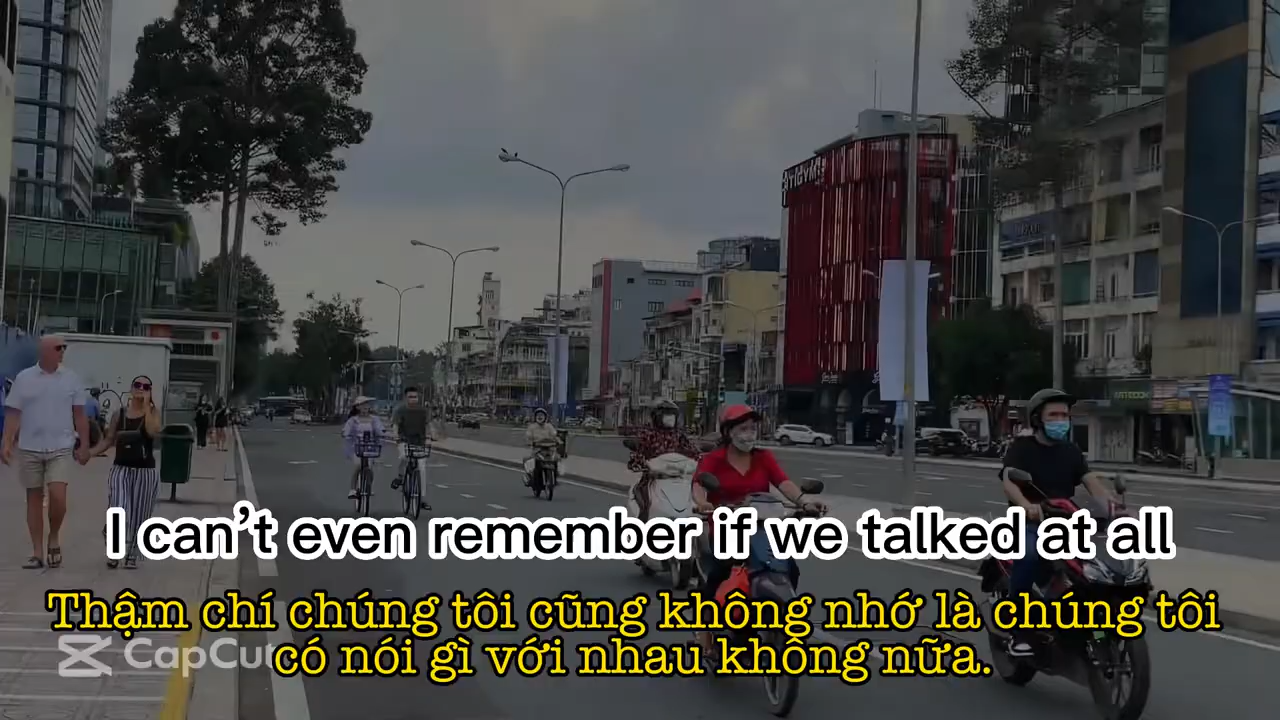 I can’t even remember if we talked at all
Thậm chí chúng tôi cũng không nhớ là chúng tôi
có nói gì với nhau không nữa.
CapCut